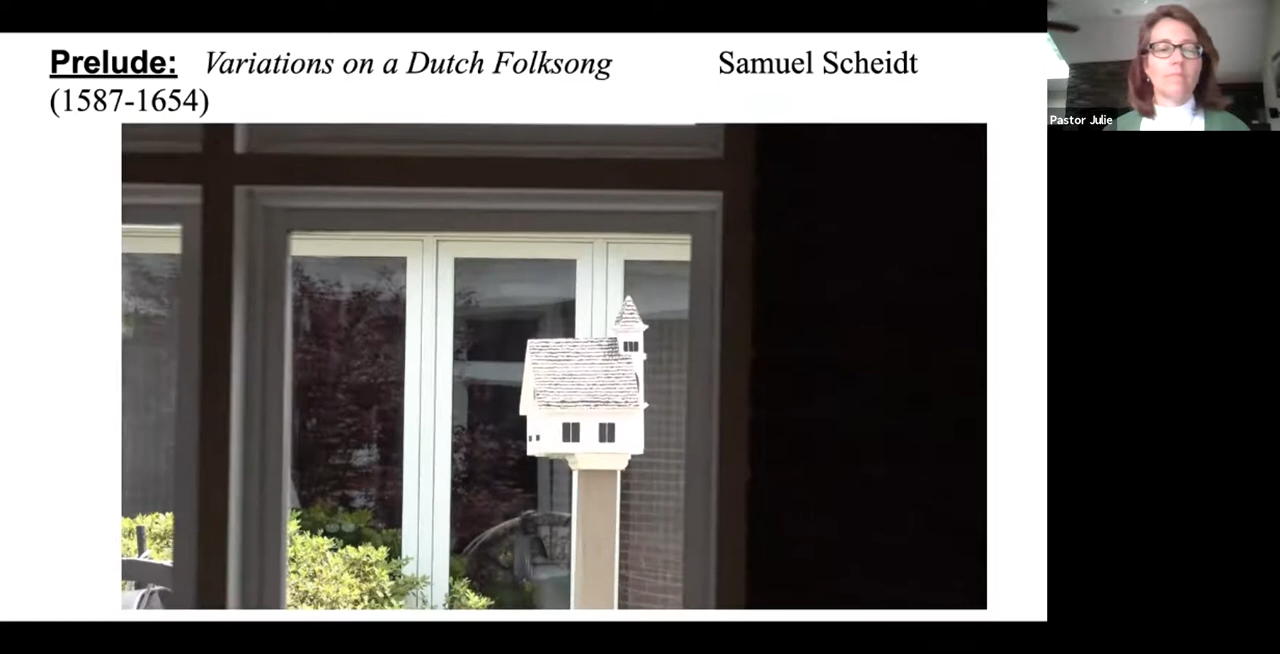 Prelude: Variations on a Dutch Folksong Samuel Scheidt
(1587-1654)
Pastor Julie